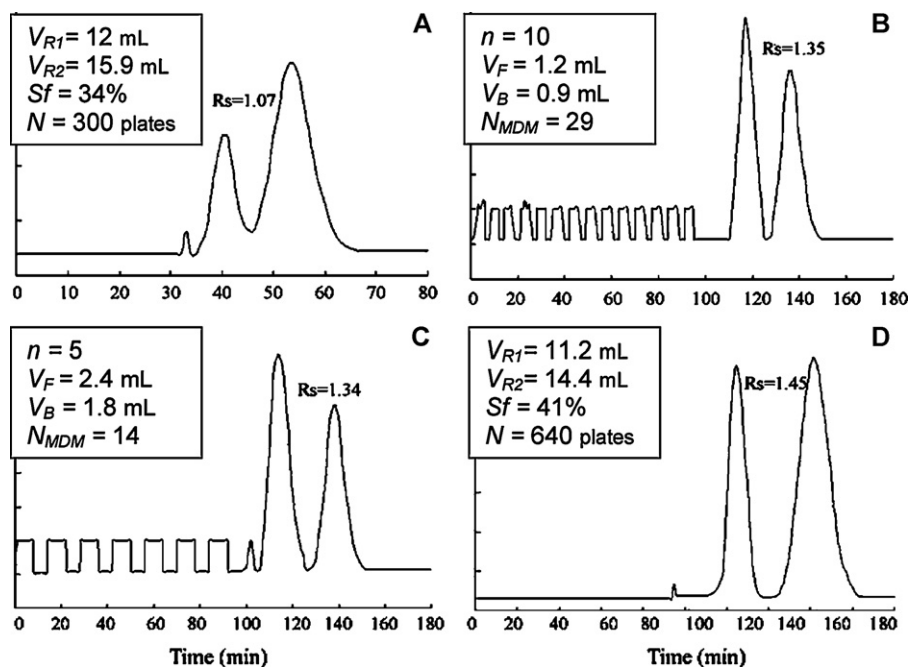 A
V_R1 = 12 mL
V_R2 = 15.9 mL
Sf = 34%
N = 300 plates
Rs=1.07
0 10 20 30 40 50 60 70 80
B
n = 10
V_F = 1.2 mL
V_B = 0.9 mL
N_MDM = 29
Rs=1.35
0 20 40 60 80 100 120 140 160 180
C
n = 5
V_F = 2.4 mL
V_B = 1.8 mL
N_MDM = 14
Rs=1.34
0 20 40 60 80 100 120 140 160 180
Time (min)
D
V_R1 = 11.2 mL
V_R2 = 14.4 mL
Sf = 41%
N = 640 plates
Rs=1.45
0 20 40 60 80 100 120 140 160 180
Time (min)